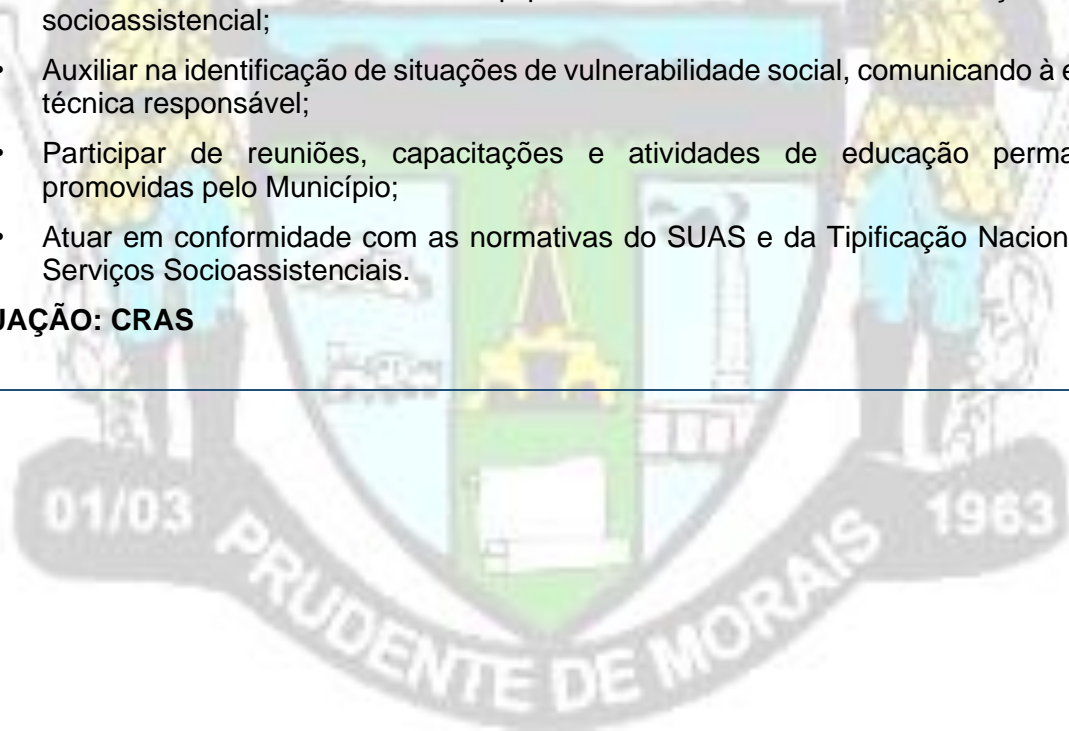 socioassistencial;
• Auxiliar na identificação de situações de vulnerabilidade social, comunicando à
técnica responsável;
• Participar de reuniões, capacitações e atividades de educação perma
promovidas pelo Município;
• Atuar em conformidade com as normativas do SUAS e da Tipificação Nacion
Serviços Socioassistenciais.
UAÇÃO: CRAS
01/03 PRUDENTE DE MORAIS 1963